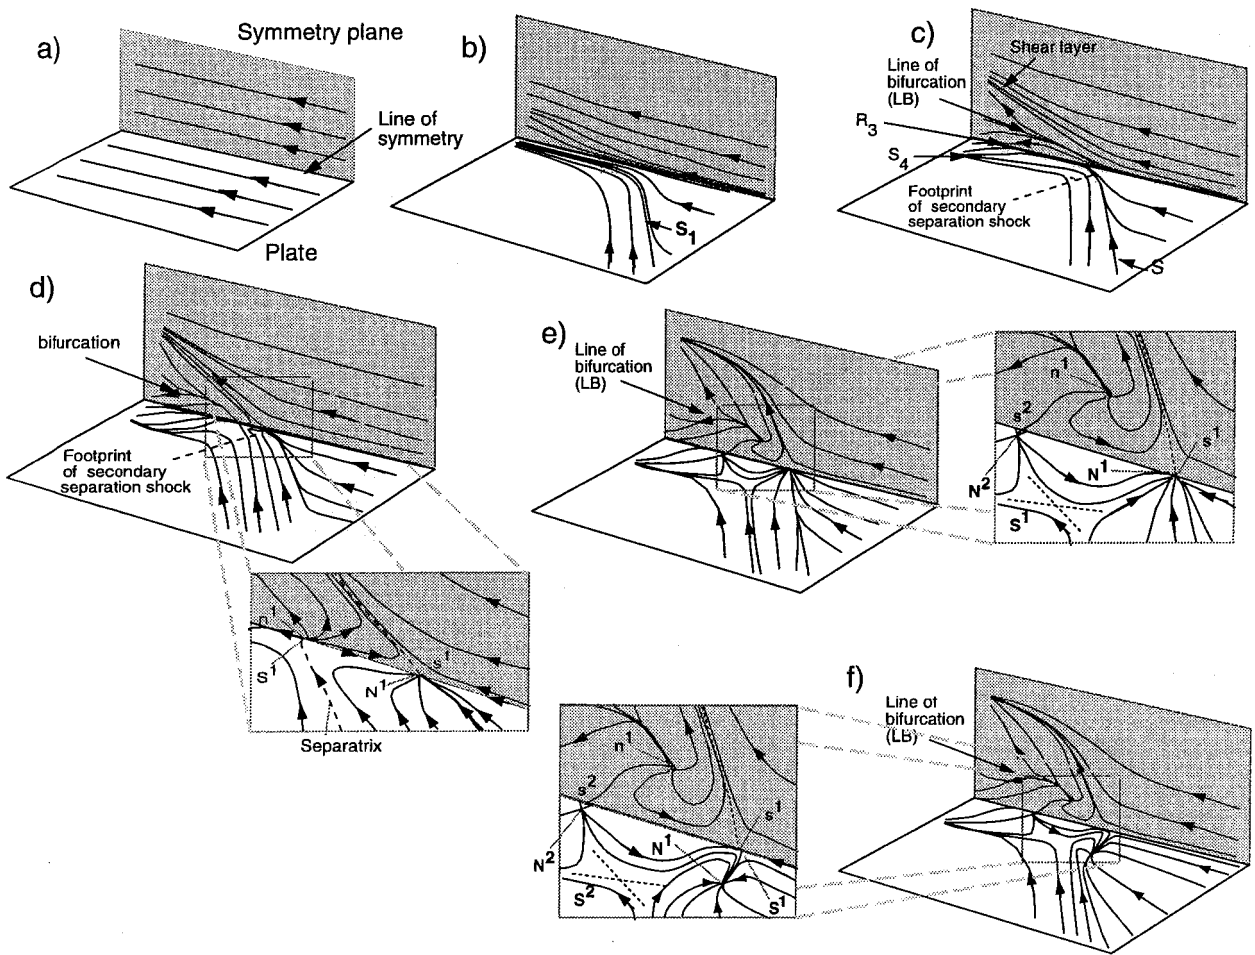 a)
Symmetry plane
Line of
symmetry
Plate
b)
S1
c)
Shear layer
Line of
bifurcation
(LB)
R3
S4
Footprint
of secondary
separation shock
S
d)
bifurcation
Footprint
of secondary
separation shock
n1
s1
S1
N1
Separatrix
e)
Line of
bifurcation
(LB)
n1
s2
s1
N1
N2
S1
f)
Line of
bifurcation
(LB)
n1
s2
s1
N1
N2
S2
S1